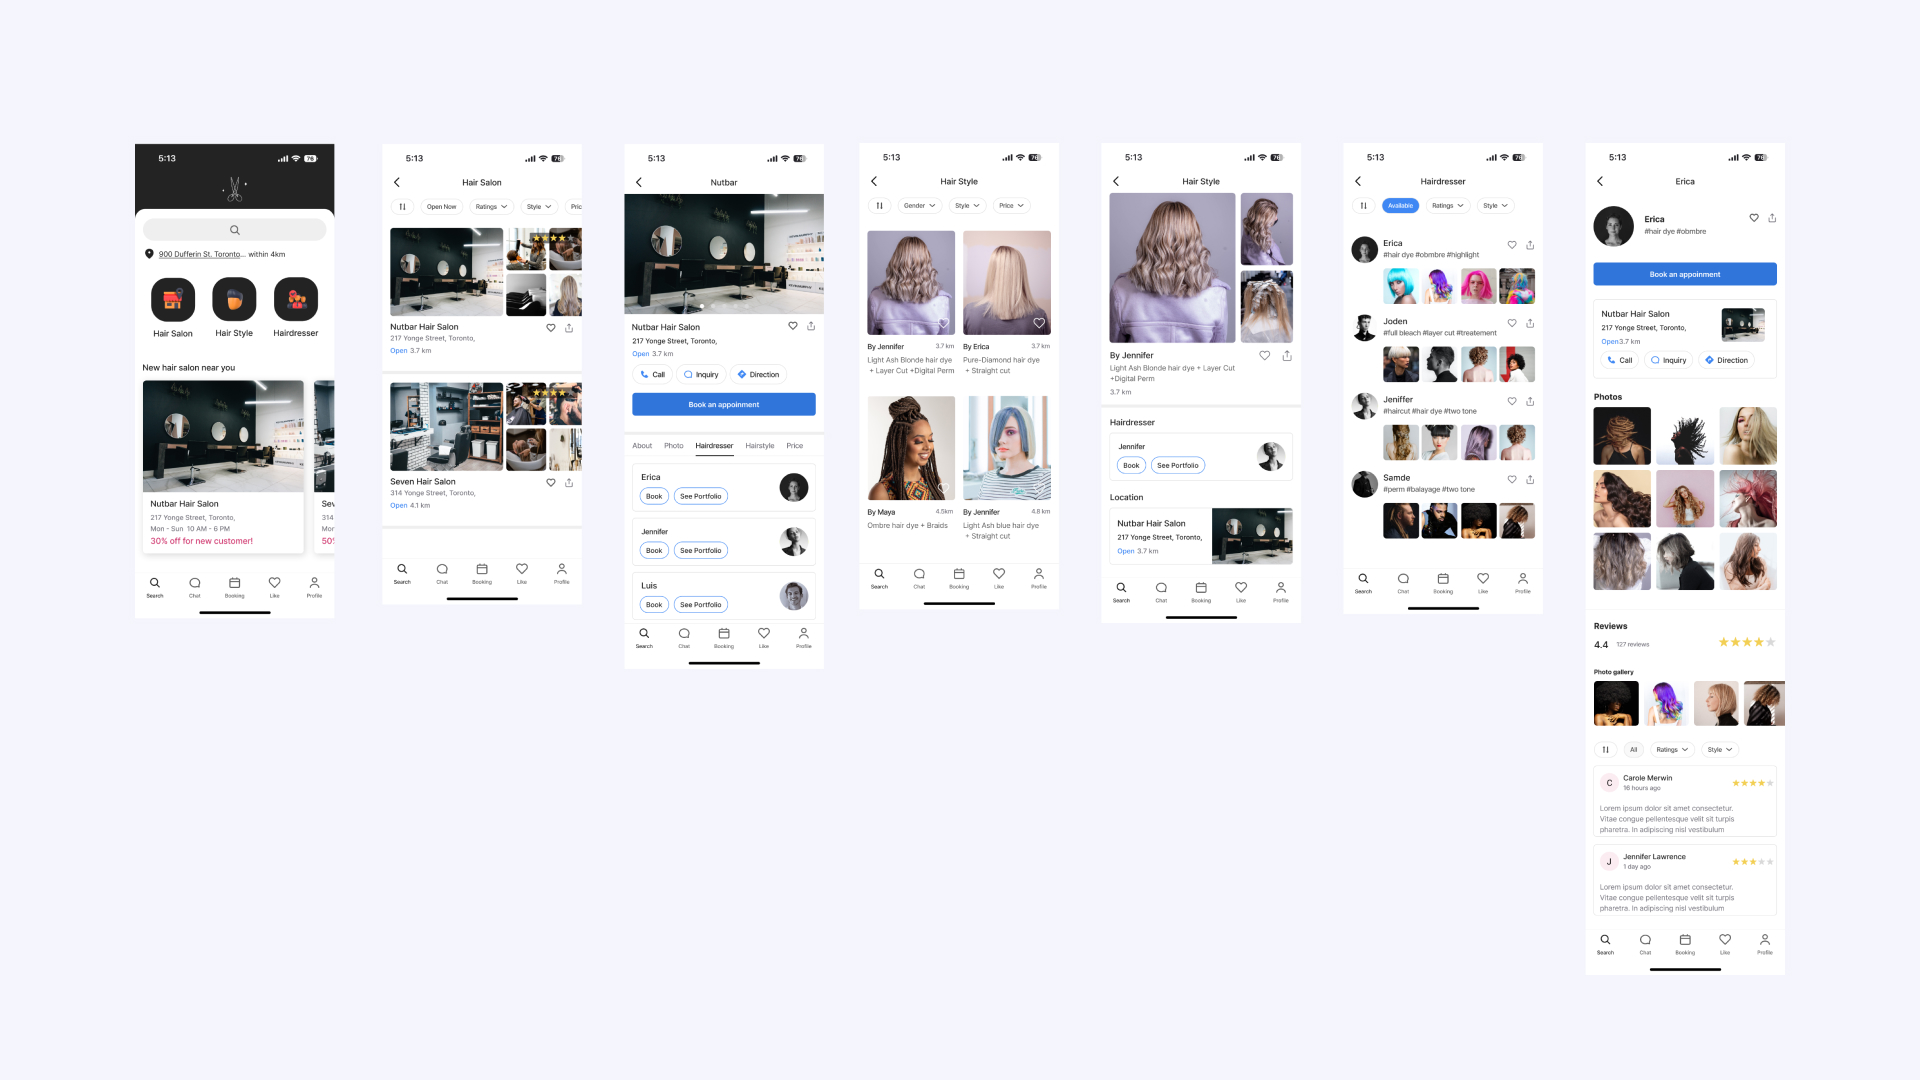 5:13
76
900 Dufferin St. Toronto... within 4km
Hair Salon
Hair Style
Hairdresser
New hair salon near you
Nutbar Hair Salon
217 Yonge Street, Toronto,
Mon - Sun 10 AM - 6 PM
30% off for new customer!
Sev
314
Mor
50%
Search
Chat
Booking
Like
Profile
5:13
76
Hair Salon
Open Now
Ratings
Style
Pric
Nutbar Hair Salon
217 Yonge Street, Toronto,
Open 3.7 km
Seven Hair Salon
314 Yonge Street, Toronto,
Open 4.1 km
Search
Chat
Booking
Like
Profile
5:13
76
Nutbar
Nutbar Hair Salon
217 Yonge Street, Toronto,
Open 3.7 km
Call
Inquiry
Direction
Book an appoinment
About
Photo
Hairdresser
Hairstyle
Price
Erica
Book
See Portfolio
Jennifer
Book
See Portfolio
Luis
Book
See Portfolio
Search
Chat
Booking
Like
Profile
5:13
76
Hair Style
Gender
Style
Price
By Jennifer 3.7 km
Light Ash Blonde hair dye
+ Layer Cut +Digital Perm
By Erica 3.7 km
Pure-Diamond hair dye
+ Straight cut
By Maya 4.5km
Ombre hair dye + Braids
By Jennifer 4.8 km
Light Ash blue hair dye
+ Straight cut
Search
Chat
Booking
Like
Profile
5:13
76
Hair Style
By Jennifer
Light Ash Blonde hair dye + Layer Cut
+Digital Perm
3.7 km
Hairdresser
Jennifer
Book
See Portfolio
Location
Nutbar Hair Salon
217 Yonge Street, Toronto,
Open 3.7 km
Search
Chat
Booking
Like
Profile
5:13
76
Hairdresser
Available
Ratings
Style
Erica
#hair dye #obmbre #highlight
Joden
#full bleach #layer cut #treatement
Jeniffer
#haircut #hair dye #two tone
Samde
#perm #balayage #two tone
Search
Chat
Booking
Like
Profile
5:13
76
Erica
Erica
#hair dye #obmbre
Book an appoinment
Nutbar Hair Salon
217 Yonge Street, Toronto,
Open3.7 km
Call
Inquiry
Direction
Photos
Reviews
4.4 127 reviews
Photo gallery
All
Ratings
Style
C
Carole Merwin
16 hours ago
Lorem ipsum dolor sit amet consectetur.
Vitae congue pellentesque velit sit turpis
pharetra. In adipiscing nisl vestibulum
J
Jennifer Lawrence
1 day ago
Lorem ipsum dolor sit amet consectetur.
Vitae congue pellentesque velit sit turpis
pharetra. In adipiscing nisl vestibulum
Search
Chat
Booking
Like
Profile